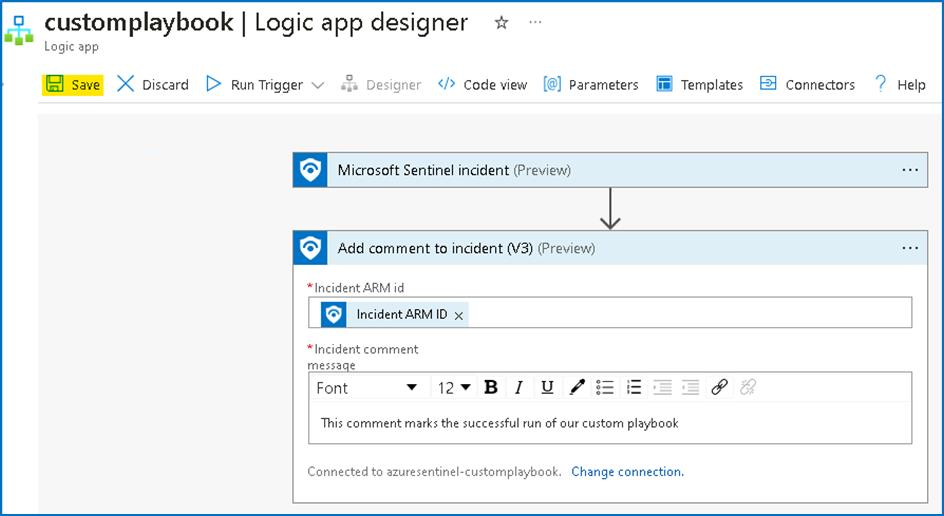 customplaybook | Logic app designer
Logic app
Save Discard Run Trigger Designer Code view Parameters Templates Connectors Help
Microsoft Sentinel incident (Preview)
Add comment to incident (V3) (Preview)
*Incident ARM id
Incident ARM ID
*Incident comment
message
Font 12 B I U
This comment marks the successful run of our custom playbook
Connected to azuresentinel-customplaybook. Change connection.